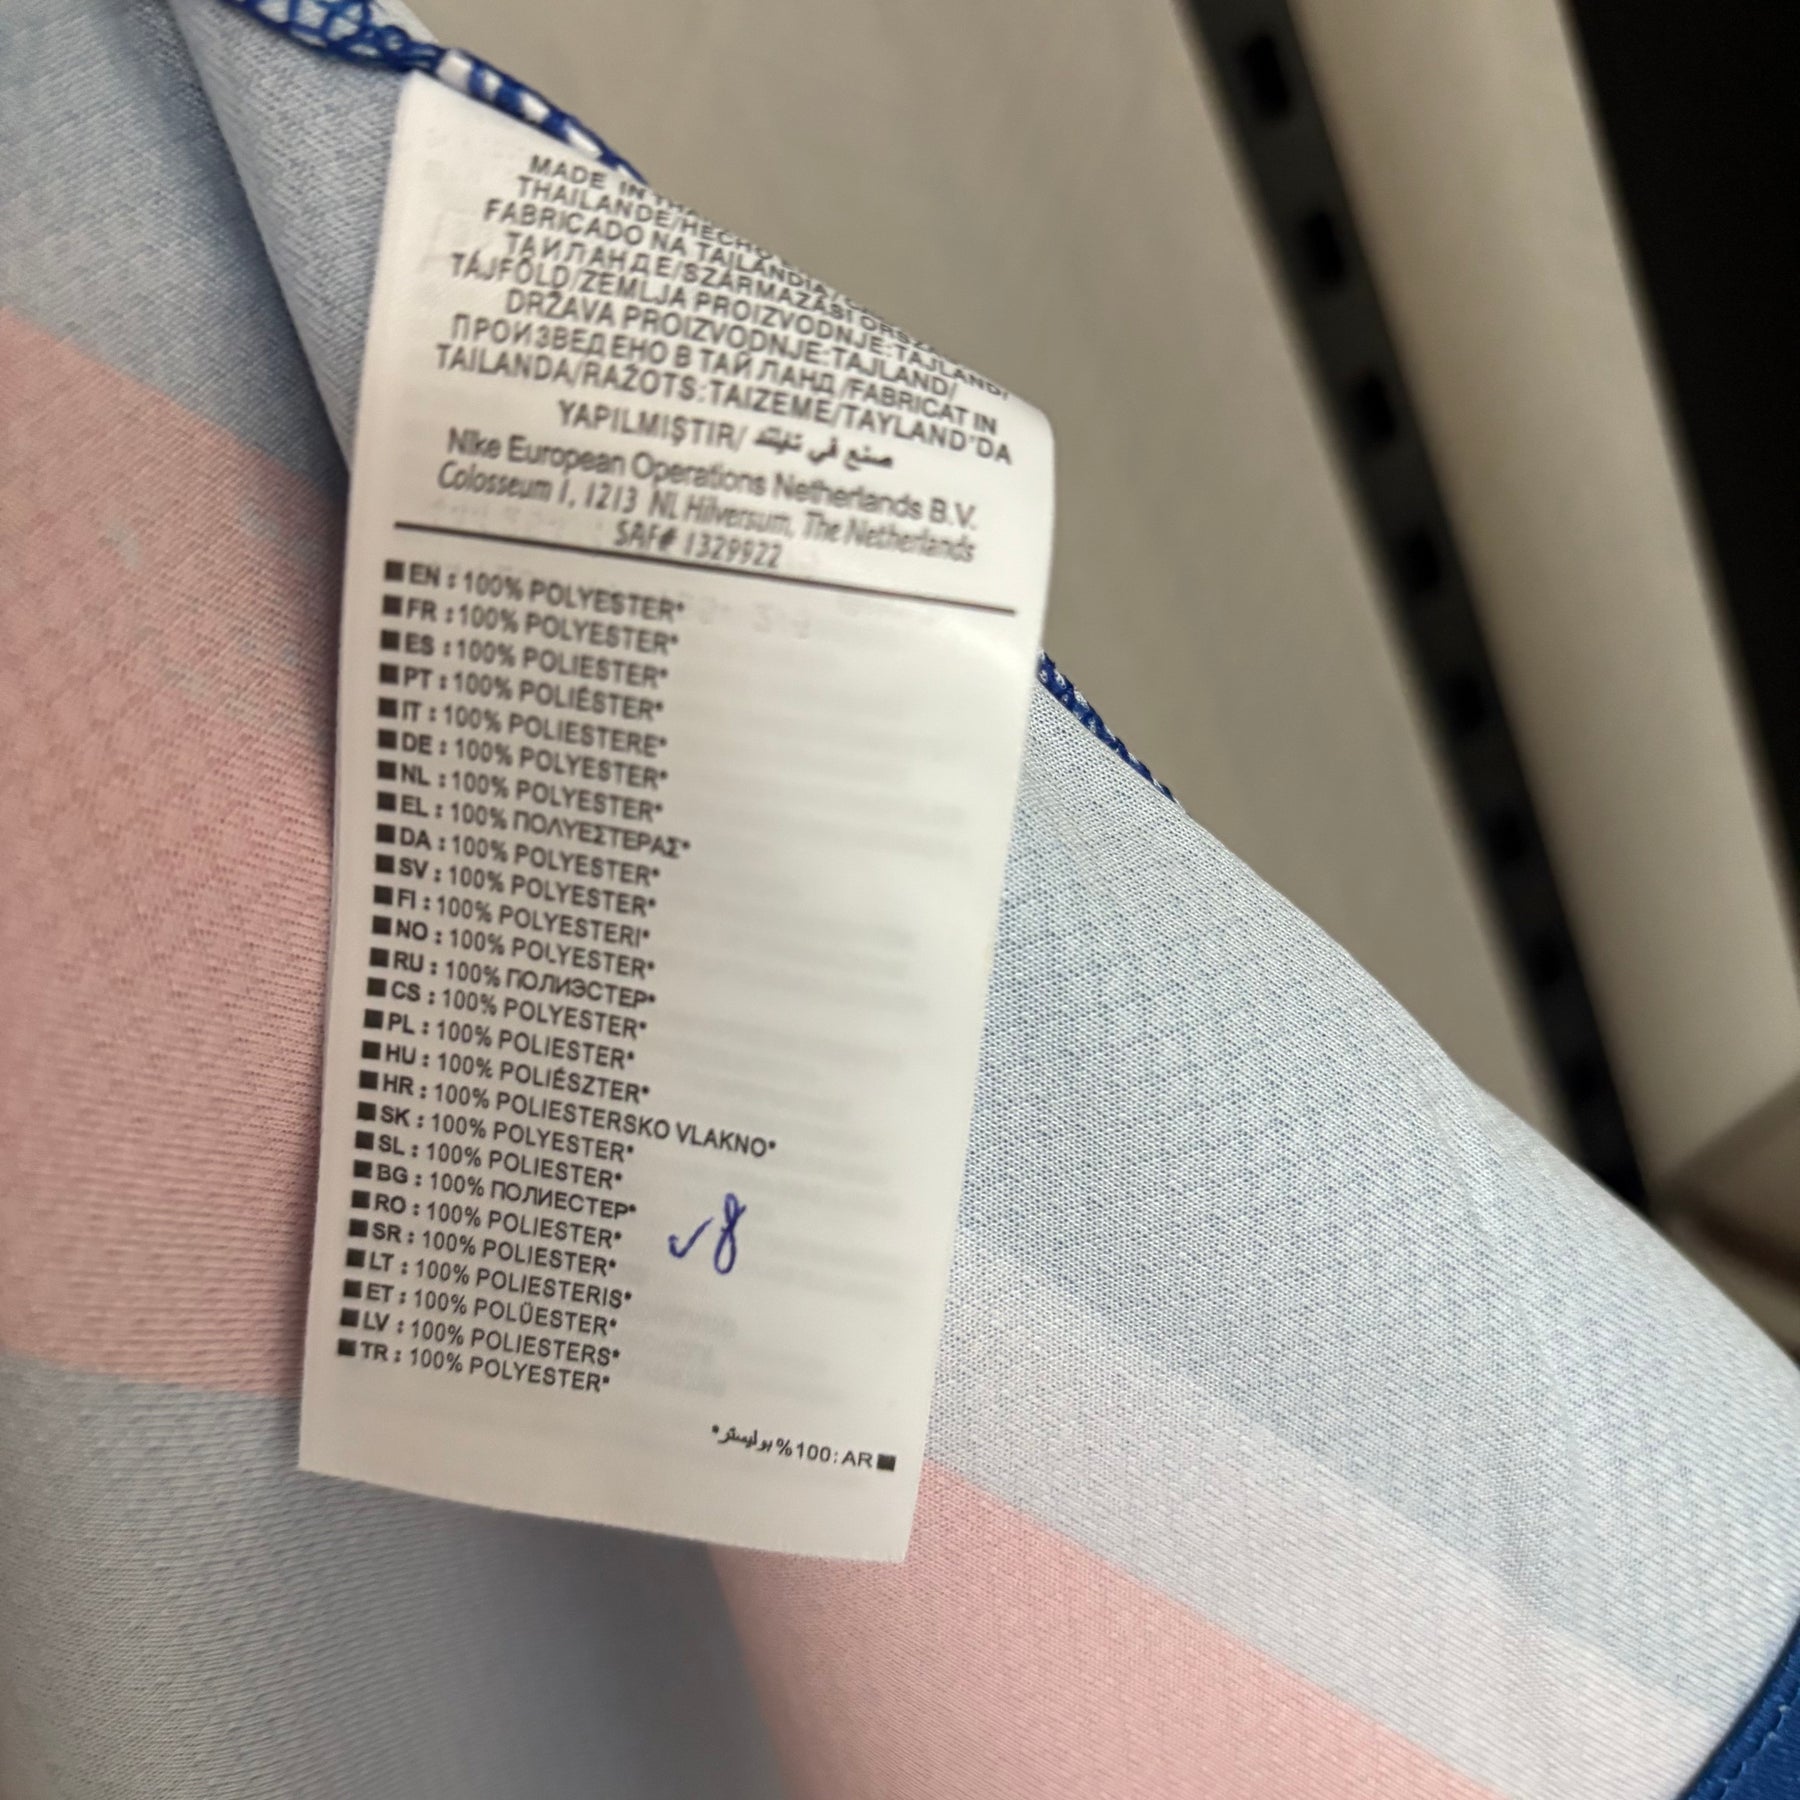 MADE IN
THAILANDE/HECHO
FABRICADO NA TAILÂNDIA/
ТАИЛАНДЕ/SZÁRMAZÁSI
TÁJFÖLD/ZEMLJA PROIZVODNJE:TAJLAND/
DRŽAVA PROIZVODNJE:TAJLAND/
ПРОИЗВЕДЕНО В ТАЙЛАНД/FABRICAT IN
TAILANDA/RAŽOTS:TAIZEME/TAYLAND'DA
YAPILMIŞTIR/ صنع في
Nike European Operations Netherlands B.V.
Colosseum 1, 1213 NL Hilversum, The Netherlands
SAF# 1329922
EN : 100% POLYESTER*
FR : 100% POLYESTER*
ES : 100% POLIESTER*
PT : 100% POLIÉSTER*
IT : 100% POLIESTERE*
DE : 100% POLYESTER*
NL : 100% POLYESTER*
EL : 100% ΠΟΛΥΕΣΤΕΡΑΣ*
DA : 100% POLYESTER*
SV : 100% POLYESTER*
FI : 100% POLYESTERI*
NO : 100% POLYESTER*
RU : 100% ПОЛИЭСТЕР*
CS : 100% POLYESTER*
PL : 100% POLIESTER*
HU : 100% POLIÉSZTER*
HR : 100% POLIESTERSKO VLAKNO*
SK : 100% POLYESTER*
SL : 100% POLIESTER*
BG : 100% ПОЛИЕСТЕР*
RO : 100% POLIESTER*
SR : 100% POLIESTER*
LT : 100% POLIESTERIS*
ET : 100% POLÜESTER*
LV : 100% POLIESTERS*
TR : 100% POLYESTER*
✓8
*بوليستر %100 : AR